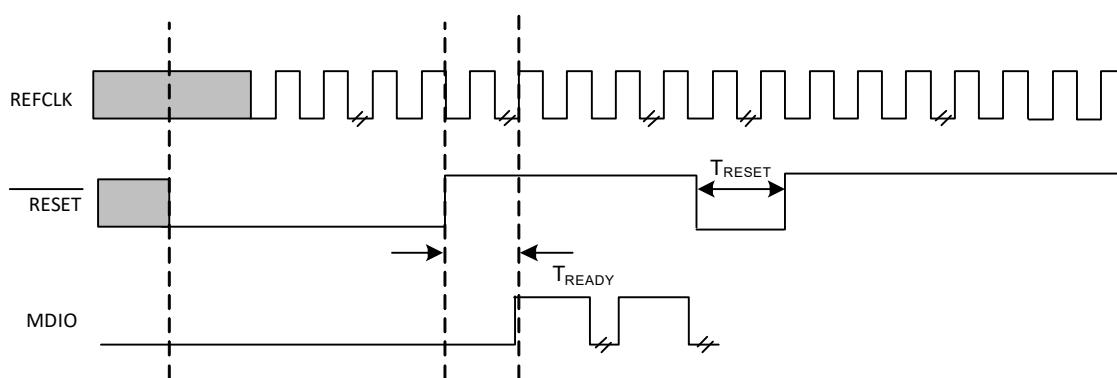 REFCLK
RESET
TRESET
TREADY
MDIO